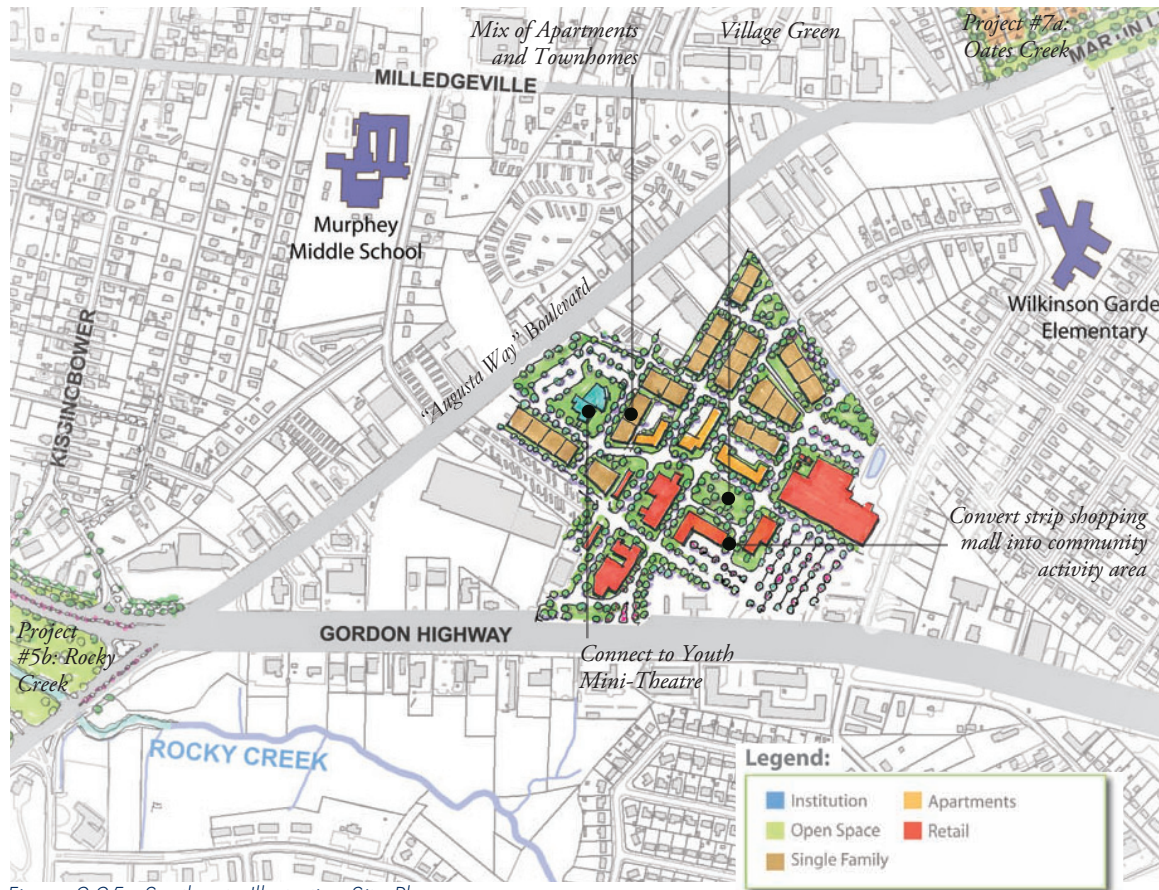 Mix of Apartments
and Townhomes
Village Green
Project #7a:
Oates Creek
MILLEDGEVILLE
Murphey
Middle School
Wilkinson Garde
Elementary
KISSINGBOWER
"Augusta Way" Boulevard
Convert strip shopping
mall into community
activity area
Project
#5b: Rocky
Creek
GORDON HIGHWAY
Connect to Youth
Mini-Theatre
ROCKY CREEK
Legend:
Institution
Open Space
Single Family
Apartments
Retail